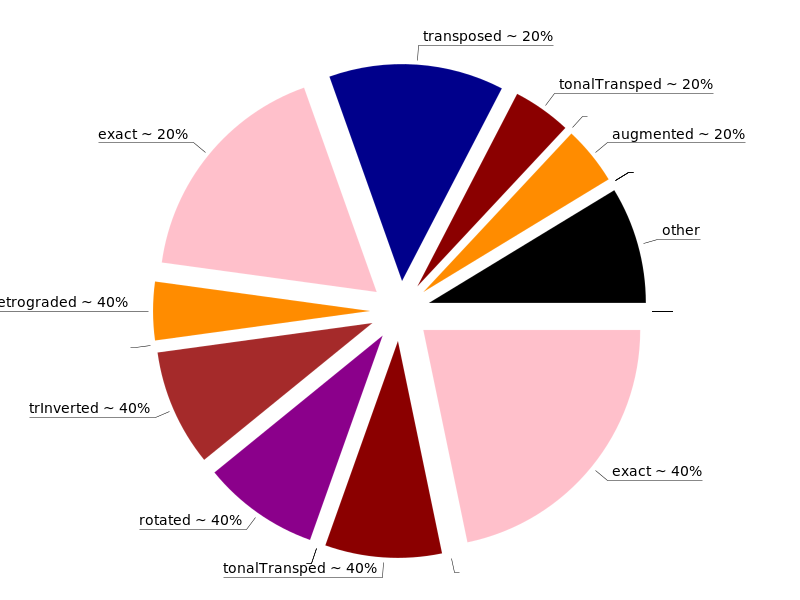 transposed ~ 20%
tonalTransped ~ 20%
exact ~ 20%
augmented ~ 20%
other
etrograded ~ 40%
trInverted ~ 40%
exact ~ 40%
rotated ~ 40%
tonalTransped ~ 40%